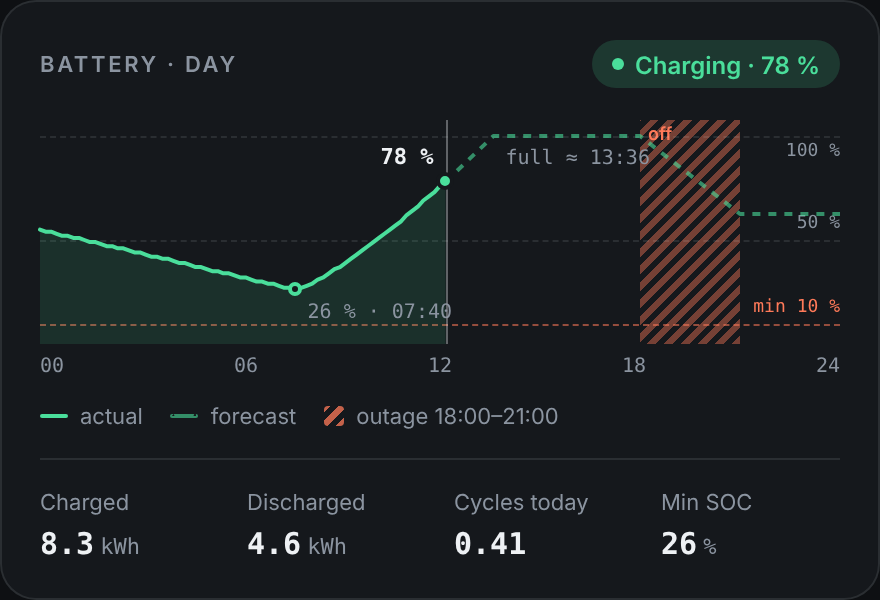 BATTERY · DAY
Charging · 78 %
off
78 %
full ≈ 13:36
100 %
50 %
26 % · 07:40
min 10 %
00 06 12 18 24
actual forecast outage 18:00–21:00
Charged Discharged Cycles today Min SOC
8.3 kWh 4.6 kWh 0.41 26 %